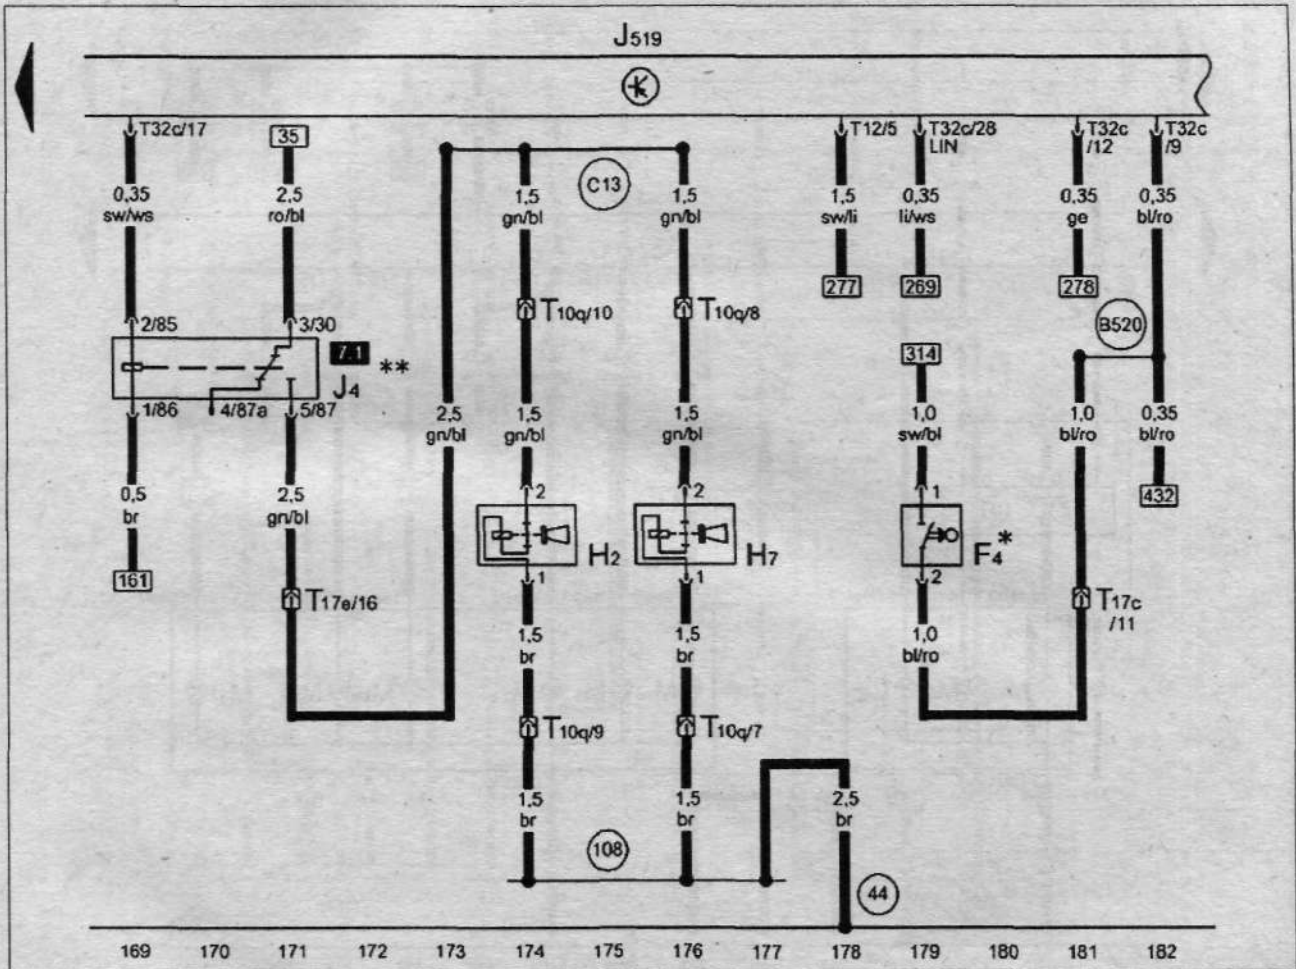 J519
T32c/17
35
T12/5
T32c/28
LIN
T32c
/12
T32c
/9
C13
0,35
sw/ws
2,5
ro/bl
1,5
gn/bl
1,5
gn/bl
1,5
sw/li
0,35
li/ws
0,35
ge
0,35
bl/ro
277
269
278
T10q/10
T10q/8
B520
2/85
3/30
7.1
**
J4
314
1/86
4/87a
5/87
2,5
gn/bl
1,5
gn/bl
1,5
gn/bl
1,0
sw/bl
1,0
bl/ro
0,35
bl/ro
0,5
br
2,5
gn/bl
2
2
1
432
H2
H7
F4*
161
1
1
2
T17e/16
T17c
/11
1,5
br
1,5
br
1,0
bl/ro
T10q/9
T10q/7
1,5
br
1,5
br
2,5
br
108
44
169 170 171 172 173 174 175 176 177 178 179 180 181 182